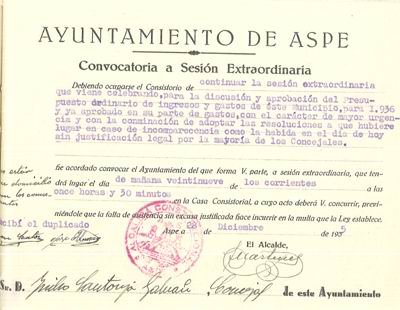 AYUNTAMIENTO DE ASPE
Convocatoria a Sesión Extraordinaria
Debiendo ocuparse el Consistorio de continuar la sesión extraordinaria
que viene celebrando, para la discusión y aprobación del Presu-
puesto ordinario de ingresos y gastos de éste Municipio, para 1.936
y ya aprobado en su parte de gastos, con el carácter de mayor urgen
cia y con la conminación de adoptar las resoluciones a que hubiere
lugar en caso de incomparecencia como la habida en el día de hoy
sin justificación legal por la mayoría de los Concejales.
fue acordado convocar el Ayuntamiento del que forma V. parte, a sesión extraordinaria, que ten-
drá lugar el día de mañana veintinueve de los corrientes a las
once horas y 30 minutos en la Casa Consistorial, a cargo acto deberá V. concurrir, previ-
niéndole que la falta de asistencia sin excusa justificada hace incurrir en la multa que la Ley establece.
Recibí el duplicado
Aspe a 28 Diciembre de 1935
El Alcalde,
Sr. D. Concejal de este Ayuntamiento